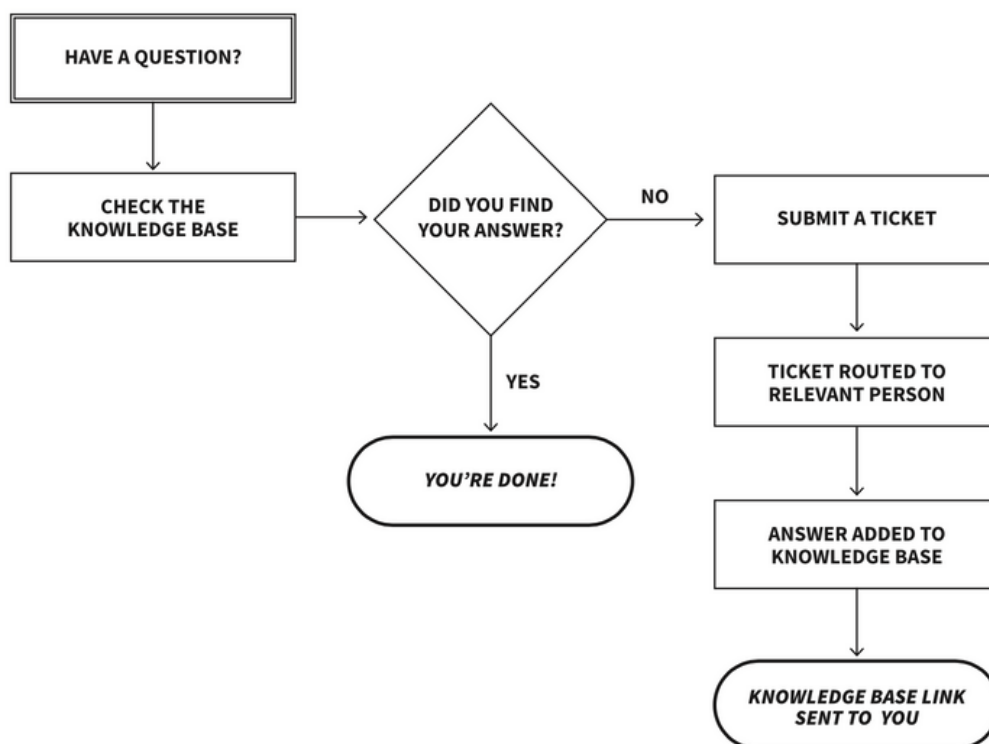 HAVE A QUESTION?
CHECK THE
KNOWLEDGE BASE
DID YOU FIND
YOUR ANSWER?
NO
SUBMIT A TICKET
YES
TICKET ROUTED TO
RELEVANT PERSON
YOU’RE DONE!
ANSWER ADDED TO
KNOWLEDGE BASE
KNOWLEDGE BASE LINK
SENT TO YOU